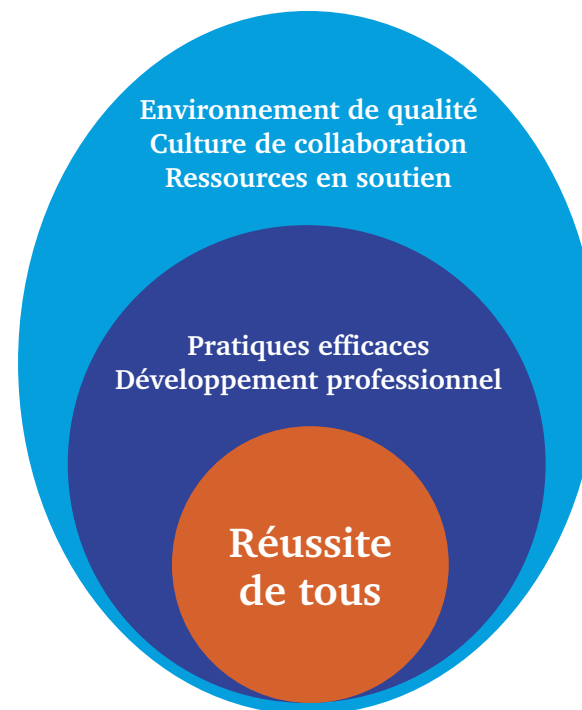 Environnement de qualité
Culture de collaboration
Ressources en soutien
Pratiques efficaces
Développement professionnel
Réussite
de tous